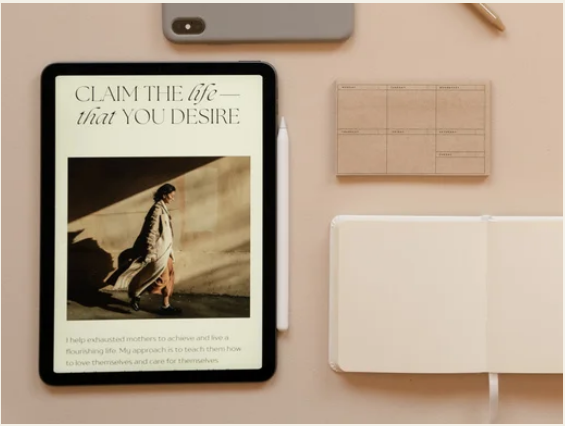 CLAIM THE life—
that YOU DESIRE
I help exhausted mothers to achieve and live a
flourishing life. My approach is to teach them how
to love themselves and care for themselves